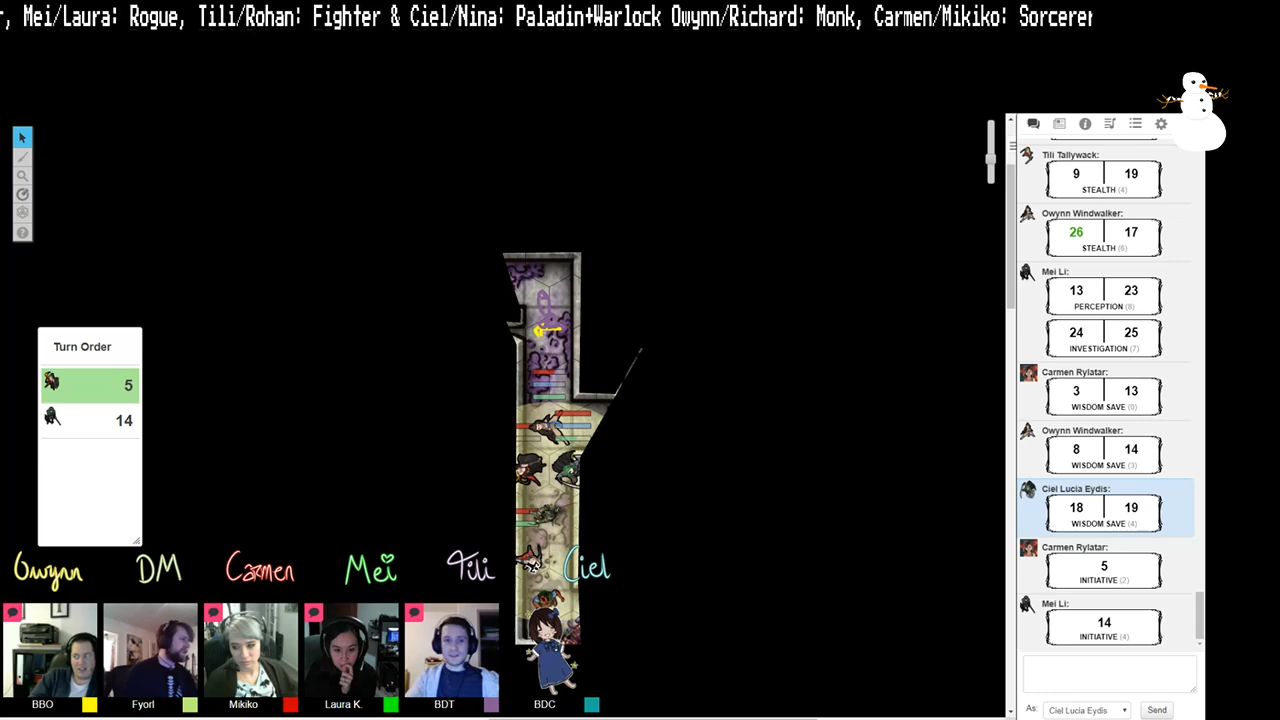 , Mei/Laura: Rogue, Tili/Rohan: Fighter & Ciel/Nina: Paladin+Warlock Owynn/Richard: Monk, Carmen/Mikiko: Sorcerer
Tili Tallywack:
9 19
STEALTH (4)
Owynn Windwalker:
26 17
STEALTH (6)
Mei Li:
13 23
PERCEPTION (8)
24 25
INVESTIGATION (7)
Carmen Rylatar:
3 13
WISDOM SAVE (0)
Owynn Windwalker:
8 14
WISDOM SAVE (3)
Ciel Lucia Eydis:
18 19
WISDOM SAVE (4)
Carmen Rylatar:
5
INITIATIVE (2)
Mei Li:
14
INITIATIVE (4)
As: Ciel Lucia Eydis Send
Turn Order
5
14
Owynn DM Carmen Mei Tili Ciel
BBO Fyorl Mikiko Laura K. BDT BDC